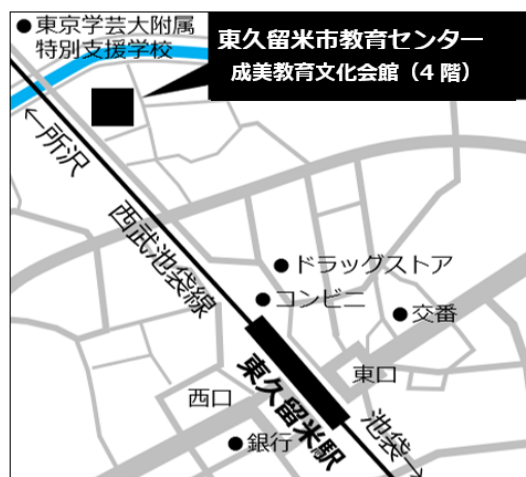 東京学芸大附属
特別支援学校
東久留米市教育センター
成美教育文化会館（4 階）
←所沢
西武池袋線
ドラッグストア
コンビニ
交番
東口
西口
東久留米駅
銀行
池袋→